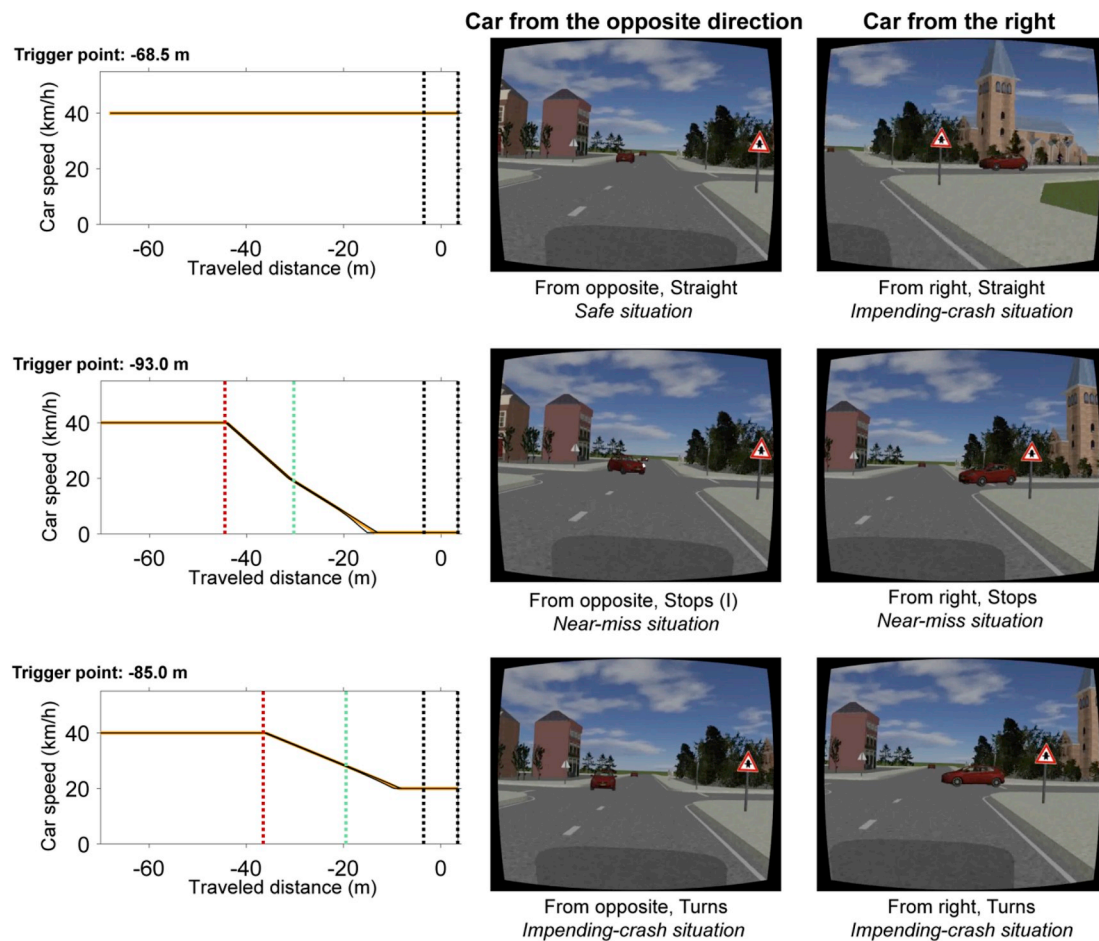 Car from the opposite direction
Car from the right
Trigger point: -68.5 m
Car speed (km/h)
40
20
0
-60
-40
-20
0
Traveled distance (m)
From opposite, Straight
Safe situation
From right, Straight
Impending-crash situation
Trigger point: -93.0 m
Car speed (km/h)
40
20
0
-60
-40
-20
0
Traveled distance (m)
From opposite, Stops (I)
Near-miss situation
From right, Stops
Near-miss situation
Trigger point: -85.0 m
Car speed (km/h)
40
20
0
-60
-40
-20
0
Traveled distance (m)
From opposite, Turns
Impending-crash situation
From right, Turns
Impending-crash situation